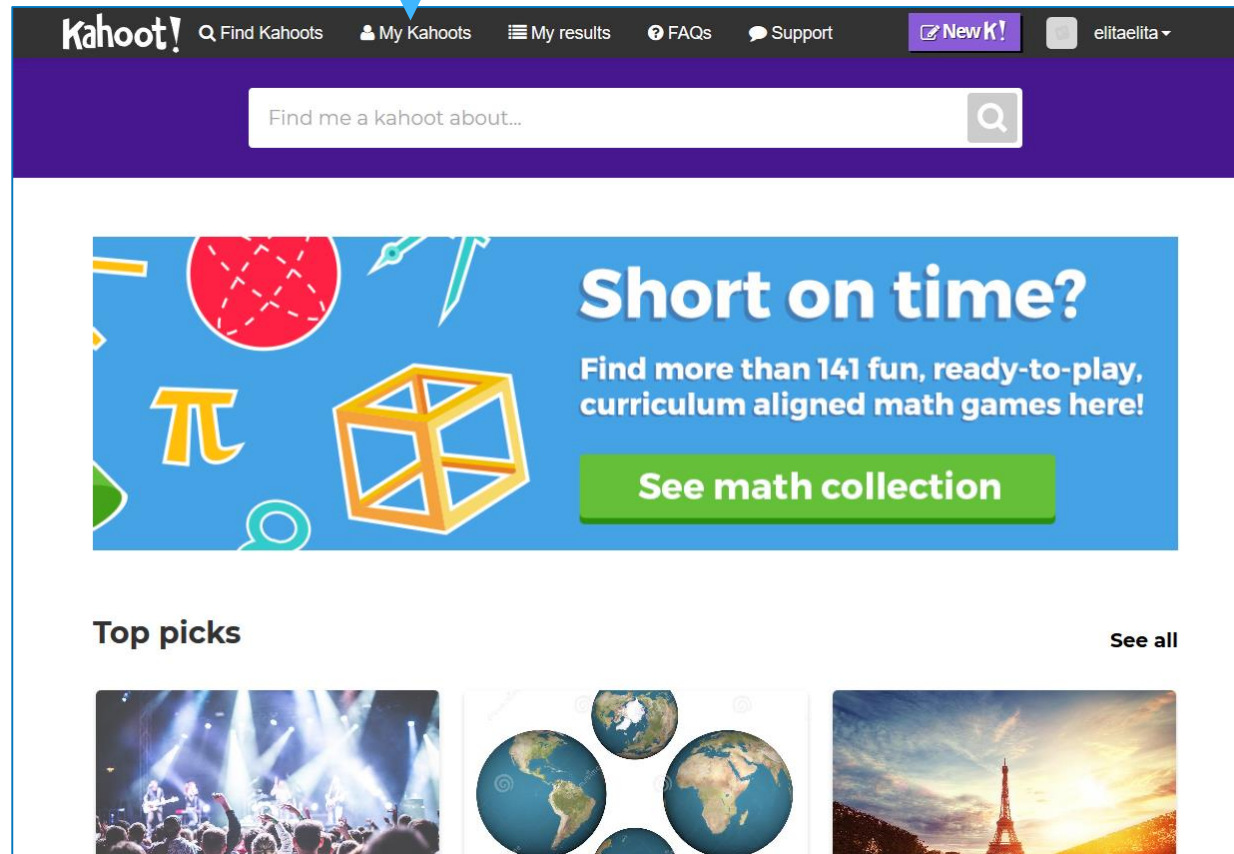 Kahoot! Find Kahoots My Kahoots My results FAQs Support New K! elitaelita
Find me a kahoot about...
Short on time?
Find more than 141 fun, ready-to-play,
curriculum aligned math games here!
See math collection
π
Top picks See all